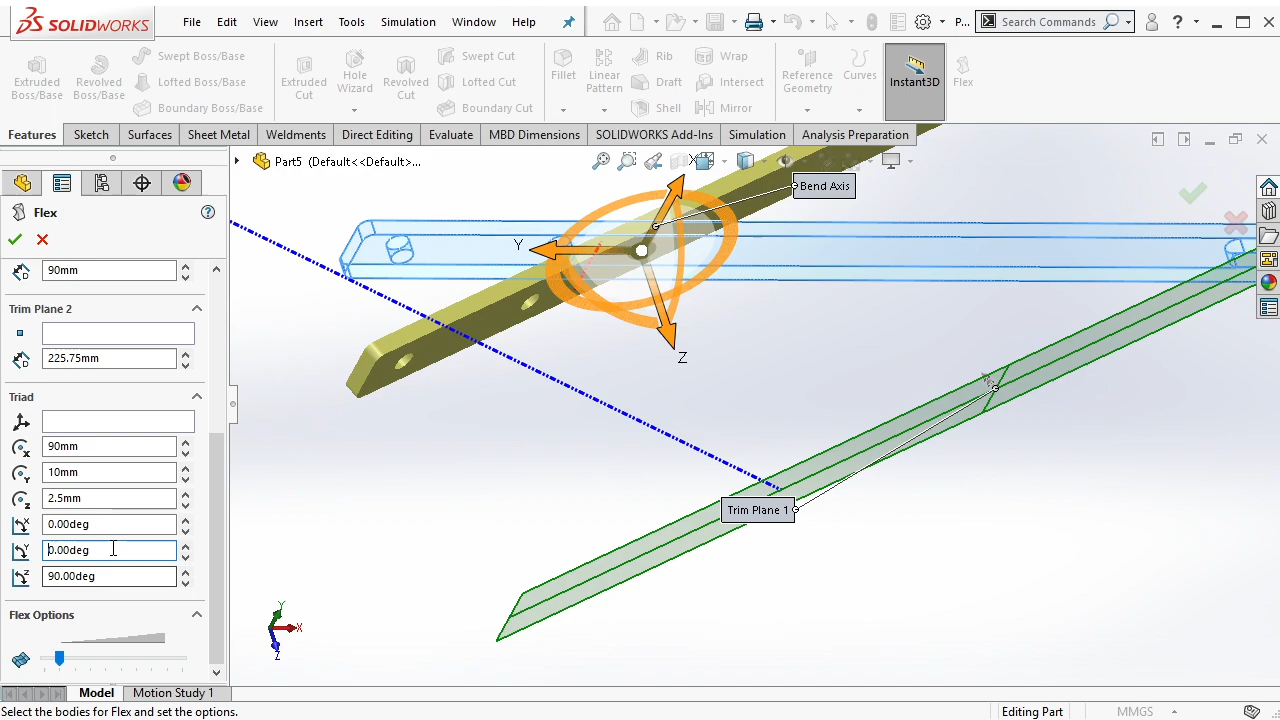 SOLIDWORKS File Edit View Insert Tools Simulation Window Help P... Search Commands ?
Extruded Boss/Base
Revolved Boss/Base
Swept Boss/Base
Lofted Boss/Base
Boundary Boss/Base
Extruded Cut
Hole Wizard
Revolved Cut
Swept Cut
Lofted Cut
Boundary Cut
Fillet
Linear Pattern
Rib
Draft
Shell
Wrap
Intersect
Mirror
Reference Geometry
Curves
Instant3D
Flex
Features Sketch Surfaces Sheet Metal Weldments Direct Editing Evaluate MBD Dimensions SOLIDWORKS Add-Ins Simulation Analysis Preparation
Part5 (Default<<Default>...
Flex
90mm
Trim Plane 2
225.75mm
Triad
90mm
10mm
2.5mm
0.00deg
0.00deg
90.00deg
Flex Options
X
Bend Axis
Y
Z
Trim Plane 1
Y
X
Z
Model Motion Study 1
Select the bodies for Flex and set the options. Editing Part MMGS